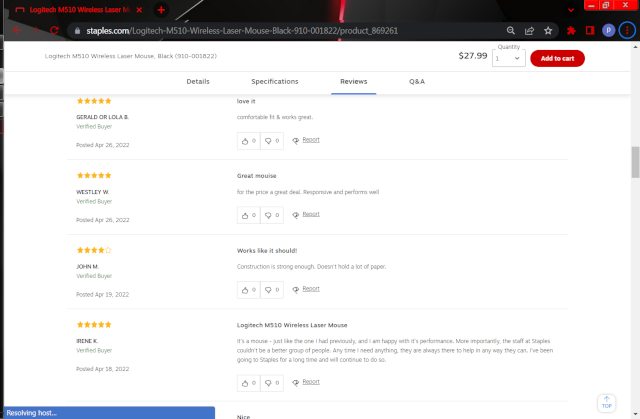 Logitech M510 Wireless Laser M
staples.com/Logitech-M510-Wireless-Laser-Mouse-Black-910-001822/product_869261
P
Logitech M510 Wireless Laser Mouse, Black (910-001822)
$27.99
Quantity
1
Add to cart
Details
Specifications
Reviews
Q&A
love it
GERALD OR LOLA B.
Verified Buyer
comfortable fit & works great.
0
0
Report
Posted Apr 26, 2022
Great mouise
WESTLEY W.
Verified Buyer
for the price a great deal. Responsive and performs well
0
0
Report
Posted Apr 26, 2022
Works like it should!
JOHN M.
Verified Buyer
Construction is strong enough. Doesn't hold a lot of paper.
0
0
Report
Posted Apr 19, 2022
Logitech M510 Wireless Laser Mouse
IRENE K.
Verified Buyer
It's a mouse - just like the one I had previously, and I am happy with it's performance. More importantly, the staff at Staples
couldn't be a better group of people. Any time I need anything, they are always there to help in any way they can. I've been
going to Staples for a long time and will continue to do so.
Posted Apr 18, 2022
0
0
Report
TOP
Resolving host...
Nice